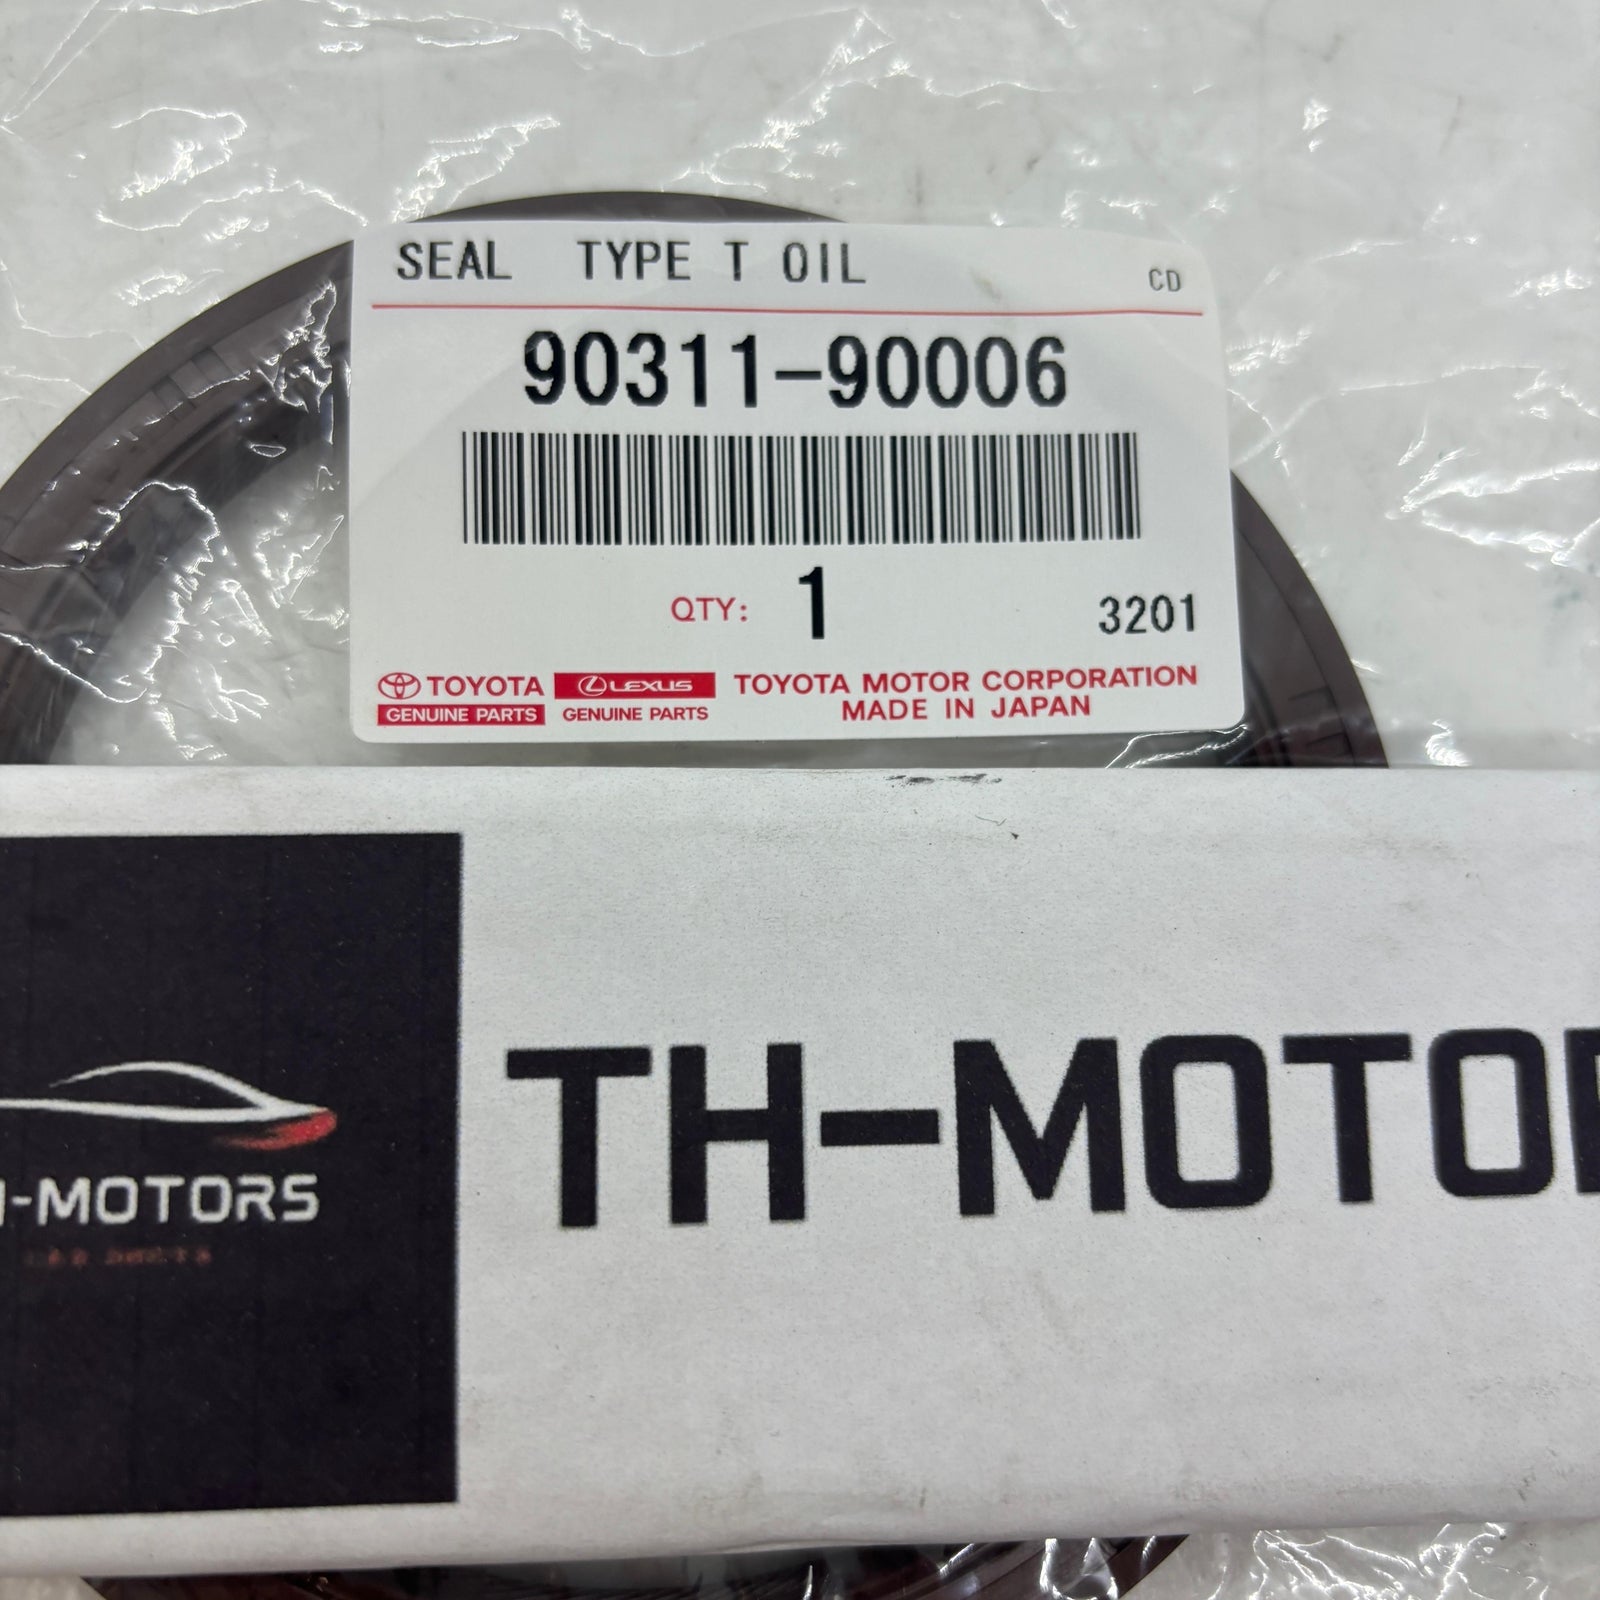 SEAL TYPE T OIL CD
90311-90006
QTY: 1 3201
TOYOTA LEXUS TOYOTA MOTOR CORPORATION
GENUINE PARTS GENUINE PARTS MADE IN JAPAN
TH-MOTOR
H-MOTORS